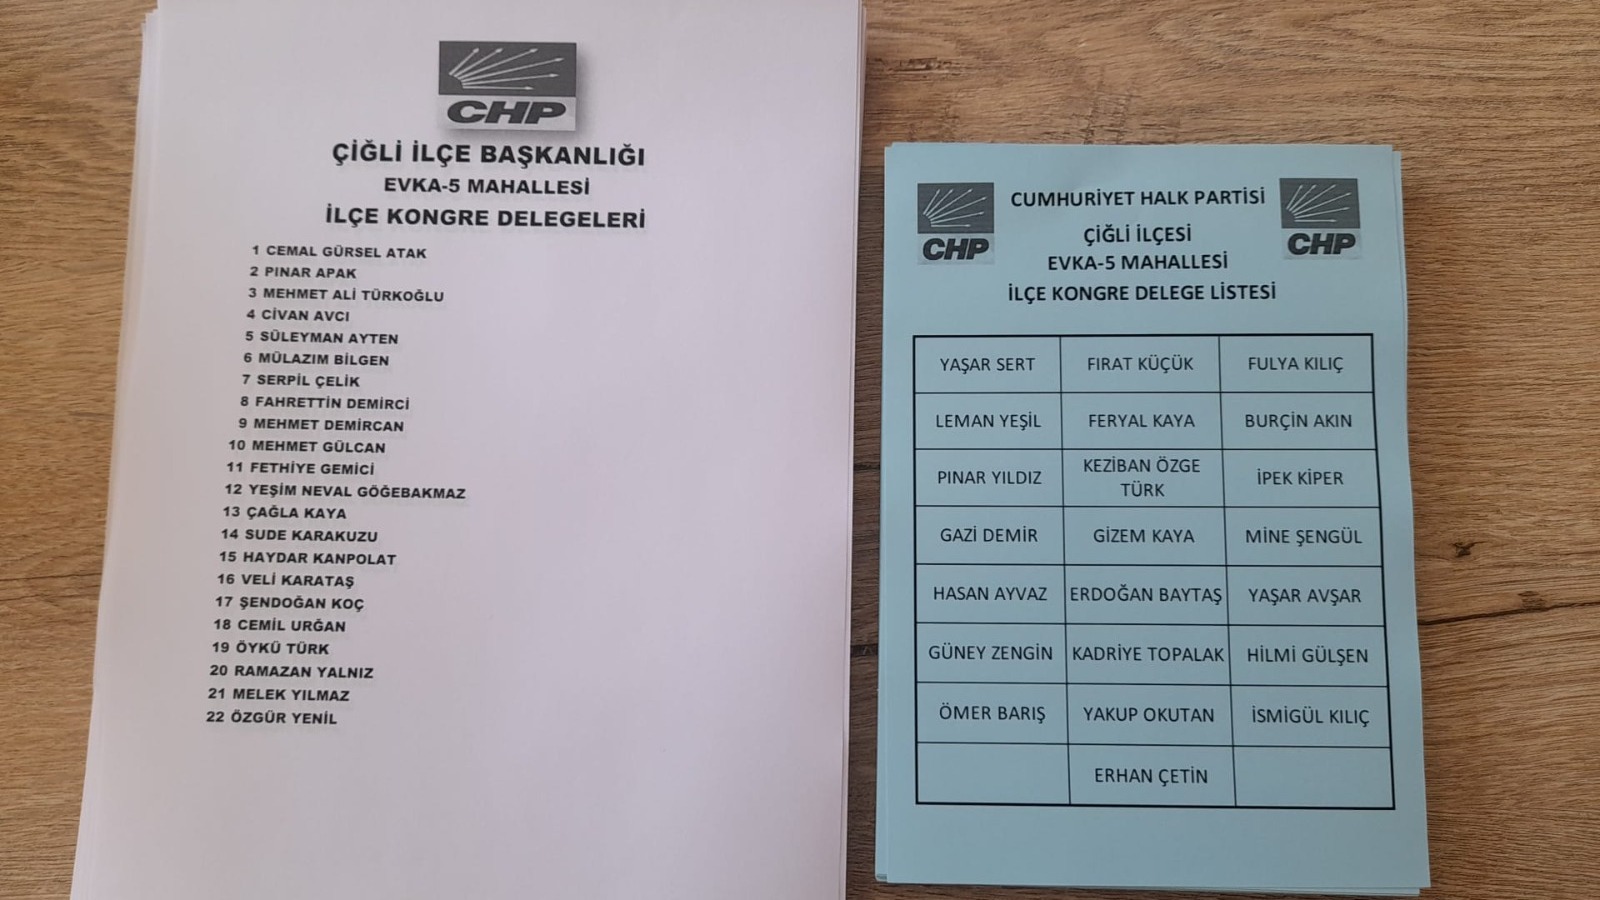 CHP
ÇİĞLİ İLÇE BAŞKANLIĞI
EVKA-5 MAHALLESİ
İLÇE KONGRE DELEGELERİ
1 CEMAL GÜRSEL ATAK
2 PINAR APAK
3 MEHMET ALİ TÜRKOĞLU
4 CİVAN AVCI
5 SÜLEYMAN AYTEN
6 MÜLAZIM BİLGEN
7 SERPİL ÇELİK
8 FAHRETTİN DEMİRCİ
9 MEHMET DEMİRCAN
10 MEHMET GÜLCAN
11 FETHİYE GEMİCİ
12 YEŞİM NEVAL GÖĞEBAKMAZ
13 ÇAĞLA KAYA
14 SUDE KARAKUZU
15 HAYDAR KANPOLAT
16 VELİ KARATAŞ
17 ŞENDOĞAN KOÇ
18 CEMİL URĞAN
19 ÖYKÜ TÜRK
20 RAMAZAN YALNIZ
21 MELEK YILMAZ
22 ÖZGÜR YENİL
CHP
CUMHURİYET HALK PARTİSİ
CHP
ÇİĞLİ İLÇESİ
EVKA-5 MAHALLESİ
İLÇE KONGRE DELEGE LİSTESİ
YAŞAR SERT FIRAT KÜÇÜK FULYA KILIÇ
LEMAN YEŞİL FERYAL KAYA BURÇİN AKIN
PINAR YILDIZ KEZİBAN ÖZGE TÜRK İPEK KİPER
GAZİ DEMİR GİZEM KAYA MİNE ŞENGÜL
HASAN AYVAZ ERDOĞAN BAYTAŞ YAŞAR AVŞAR
GÜNEY ZENGİN KADRİYE TOPALAK HİLMİ GÜLŞEN
ÖMER BARIŞ YAKUP OKUTAN İSMİGÜL KILIÇ
ERHAN ÇETİN